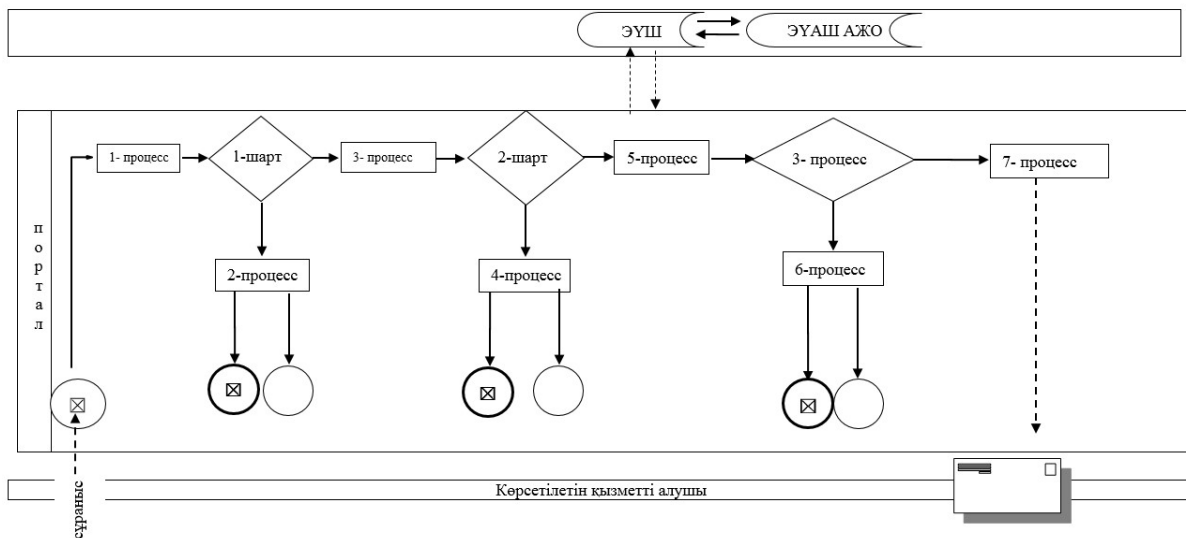 ЭҮШ
ЭҮАШ АЖО
1- процесс
1-шарт
3- процесс
2-шарт
5-процесс
3- процесс
7- процесс
портал
2-процесс
4-процесс
6-процесс
Көрсетілетін қызметті алушы
сұраныс